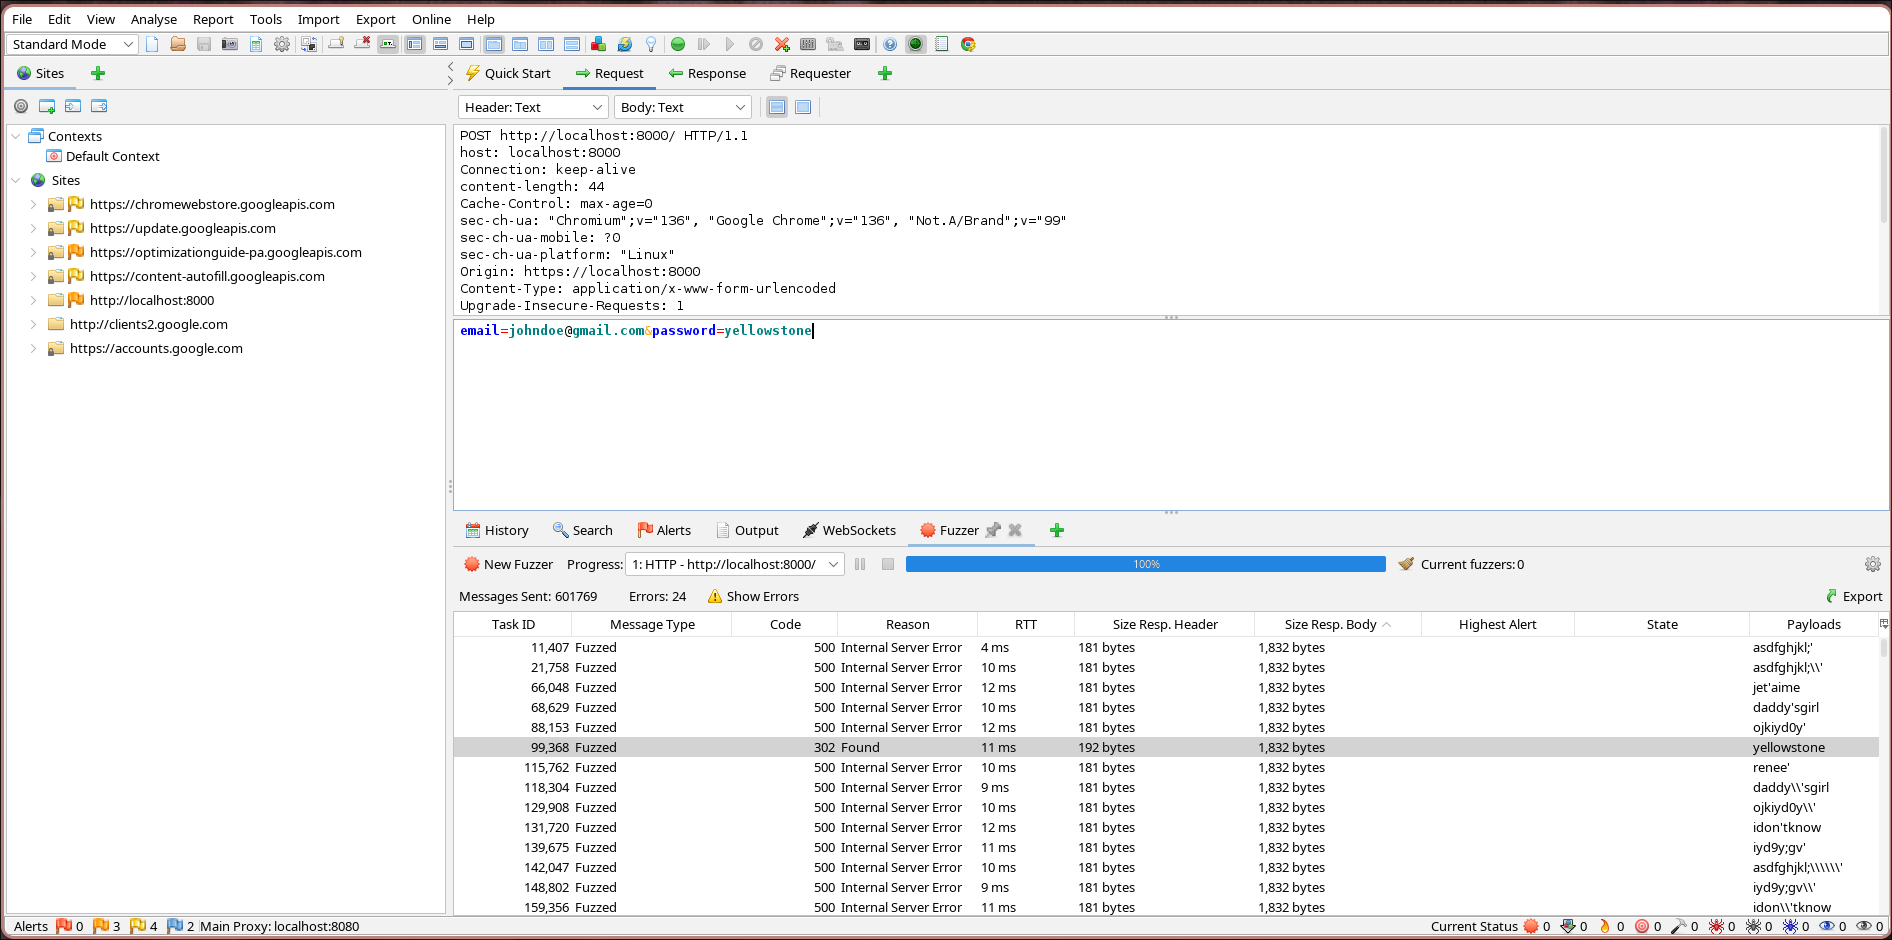 File Edit View Analyse Report Tools Import Export Online Help
Standard Mode
Sites
Quick Start Request Response Requester
Header: Text Body: Text
Contexts
Default Context
Sites
https://chromewebstore.googleapis.com
https://update.googleapis.com
https://optimizationguide-pa.googleapis.com
https://content-autofill.googleapis.com
http://localhost:8000
http://clients2.google.com
https://accounts.google.com
POST http://localhost:8000/ HTTP/1.1
host: localhost:8000
Connection: keep-alive
content-length: 44
Cache-Control: max-age=0
sec-ch-ua: "Chromium";v="136", "Google Chrome";v="136", "Not.A/Brand";v="99"
sec-ch-ua-mobile: ?0
sec-ch-ua-platform: "Linux"
Origin: https://localhost:8000
Content-Type: application/x-www-form-urlencoded
Upgrade-Insecure-Requests: 1
email=johndoe@gmail.com&password=yellowstone
History Search Alerts Output WebSockets Fuzzer
New Fuzzer Progress: 1: HTTP - http://localhost:8000/ 100% Current fuzzers:0
Messages Sent: 601769 Errors: 24 Show Errors Export
Task ID Message Type Code Reason RTT Size Resp. Header Size Resp. Body Highest Alert State Payloads
11,407 Fuzzed 500 Internal Server Error 4 ms 181 bytes 1,832 bytes asdfghjkl;'
21,758 Fuzzed 500 Internal Server Error 10 ms 181 bytes 1,832 bytes asdfghjkl;\\'
66,048 Fuzzed 500 Internal Server Error 12 ms 181 bytes 1,832 bytes jet'aime
68,629 Fuzzed 500 Internal Server Error 10 ms 181 bytes 1,832 bytes daddy'sgirl
88,153 Fuzzed 500 Internal Server Error 12 ms 181 bytes 1,832 bytes ojkiyd0y'
99,368 Fuzzed 302 Found 11 ms 192 bytes 1,832 bytes yellowstone
115,762 Fuzzed 500 Internal Server Error 10 ms 181 bytes 1,832 bytes renee'
118,304 Fuzzed 500 Internal Server Error 9 ms 181 bytes 1,832 bytes daddy\\'sgirl
129,908 Fuzzed 500 Internal Server Error 10 ms 181 bytes 1,832 bytes ojkiyd0y\\'
131,720 Fuzzed 500 Internal Server Error 12 ms 181 bytes 1,832 bytes idon'tknow
139,675 Fuzzed 500 Internal Server Error 11 ms 181 bytes 1,832 bytes iyd9y;gv'
142,047 Fuzzed 500 Internal Server Error 10 ms 181 bytes 1,832 bytes asdfghjkl;\\\\\\'
148,802 Fuzzed 500 Internal Server Error 9 ms 181 bytes 1,832 bytes iyd9y;gv\\'
159,356 Fuzzed 500 Internal Server Error 11 ms 181 bytes 1,832 bytes idon\\'tknow
Alerts 0 3 4 2 Main Proxy: localhost:8080 Current Status 0 0 0 0 0 0 0 0 0 0